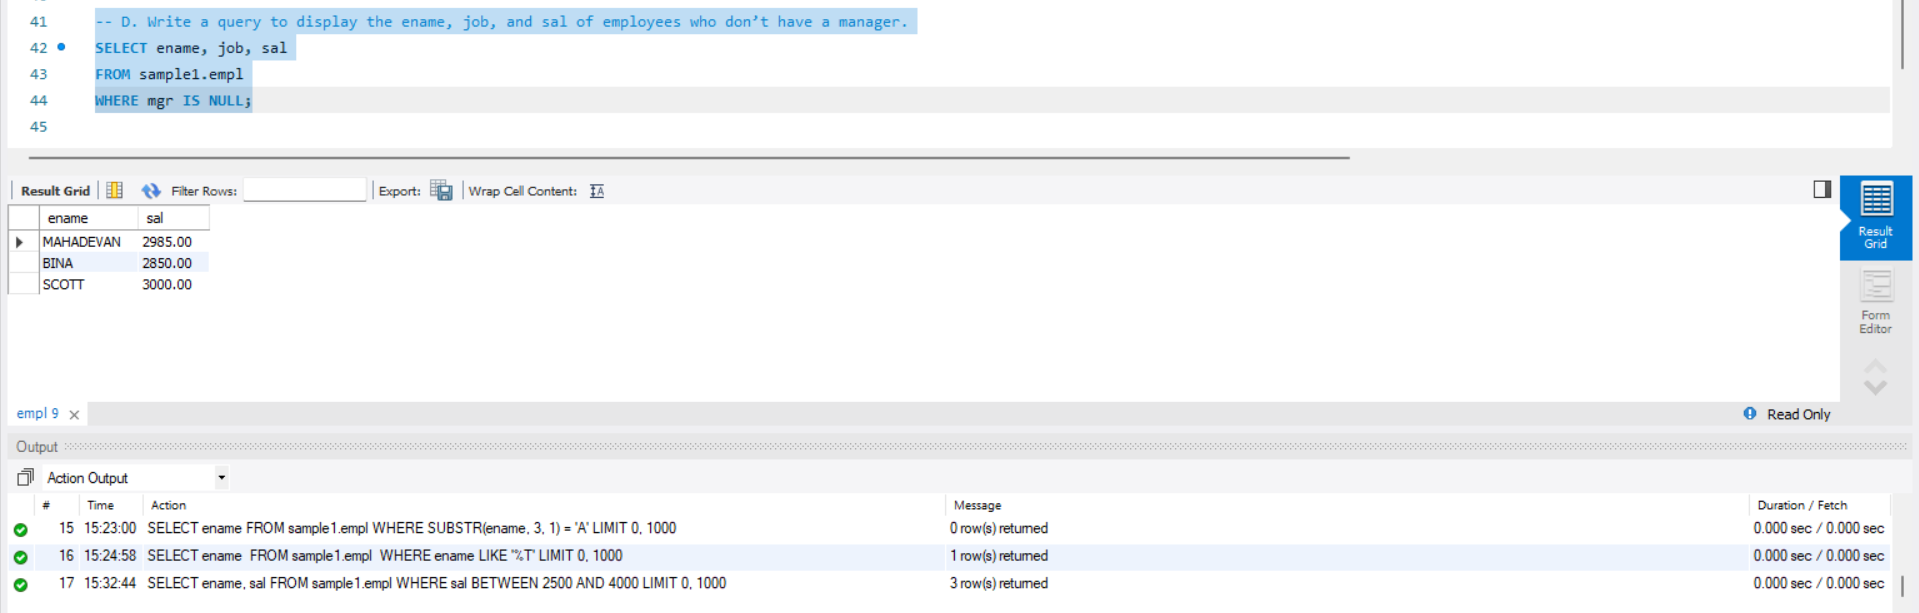 41 -- D. Write a query to display the ename, job, and sal of employees who don’t have a manager.
42 SELECT ename, job, sal
43 FROM sample1.empl
44 WHERE mgr IS NULL;
45
Result Grid Filter Rows: Export: Wrap Cell Content:
ename sal
MAHADEVAN 2985.00
BINA 2850.00
SCOTT 3000.00
Result
Grid
Form
Editor
empl 9 Read Only
Output
Action Output
# Time Action Message Duration / Fetch
15 15:23:00 SELECT ename FROM sample1.empl WHERE SUBSTR(ename, 3, 1) = 'A' LIMIT 0, 1000 0 row(s) returned 0.000 sec / 0.000 sec
16 15:24:58 SELECT ename FROM sample1.empl WHERE ename LIKE '%T' LIMIT 0, 1000 1 row(s) returned 0.000 sec / 0.000 sec
17 15:32:44 SELECT ename, sal FROM sample1.empl WHERE sal BETWEEN 2500 AND 4000 LIMIT 0, 1000 3 row(s) returned 0.000 sec / 0.000 sec